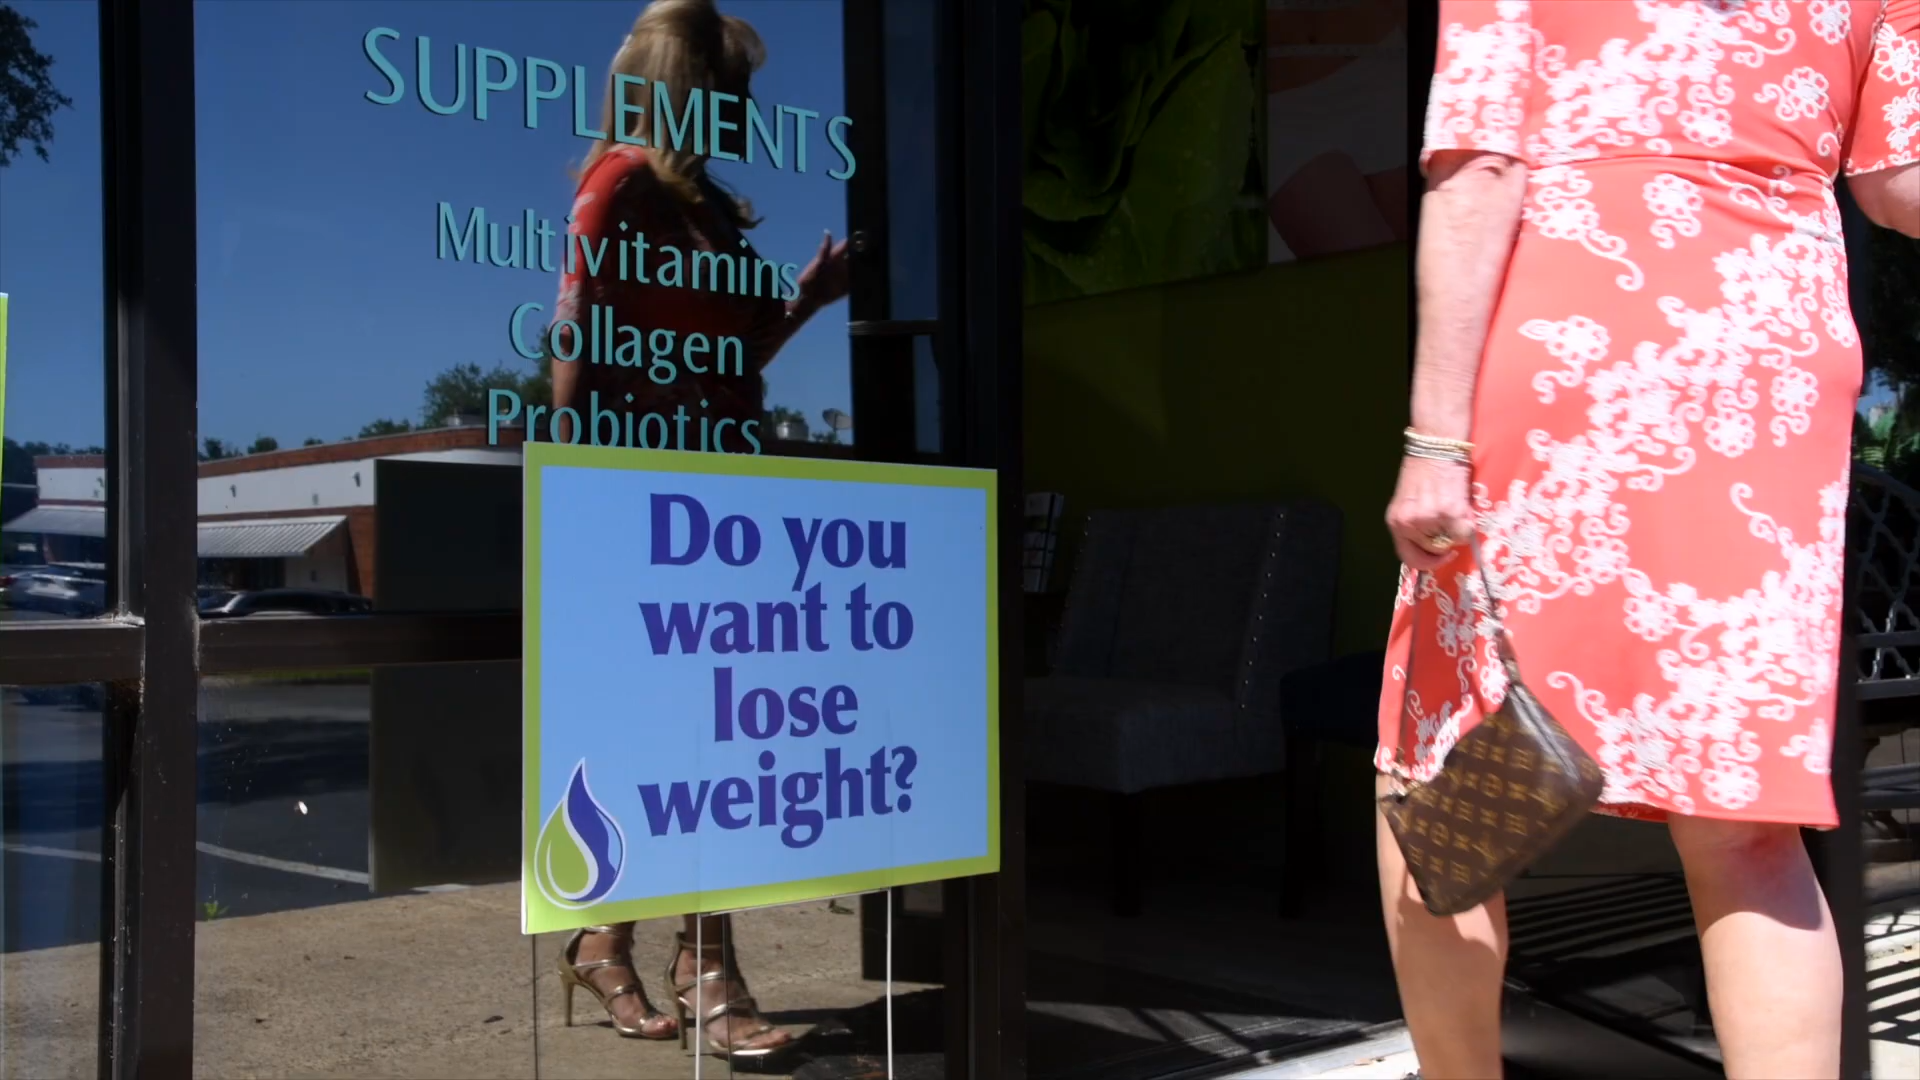 SUPPLEMENTS
Multivitamins
Collagen
Probiotics
Do you
want to
lose
weight?